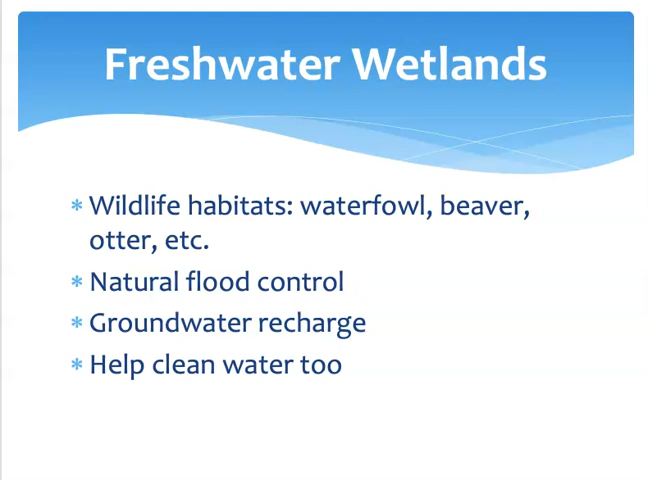 Freshwater Wetlands
* Wildlife habitats: waterfowl, beaver,
otter, etc.
* Natural flood control
* Groundwater recharge
* Help clean water too